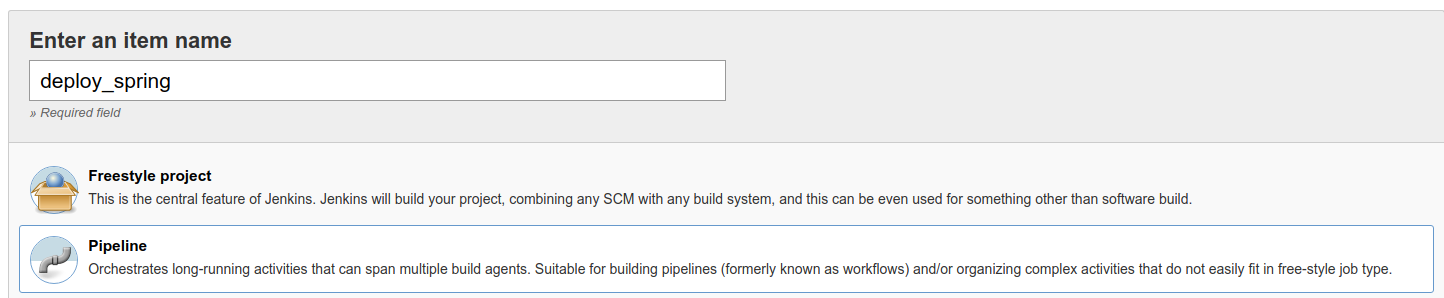 Enter an item name
deploy_spring
» Required field
Freestyle project
This is the central feature of Jenkins. Jenkins will build your project, combining any SCM with any build system, and this can be even used for something other than software build.
Pipeline
Orchestrates long-running activities that can span multiple build agents. Suitable for building pipelines (formerly known as workflows) and/or organizing complex activities that do not easily fit in free-style job type.